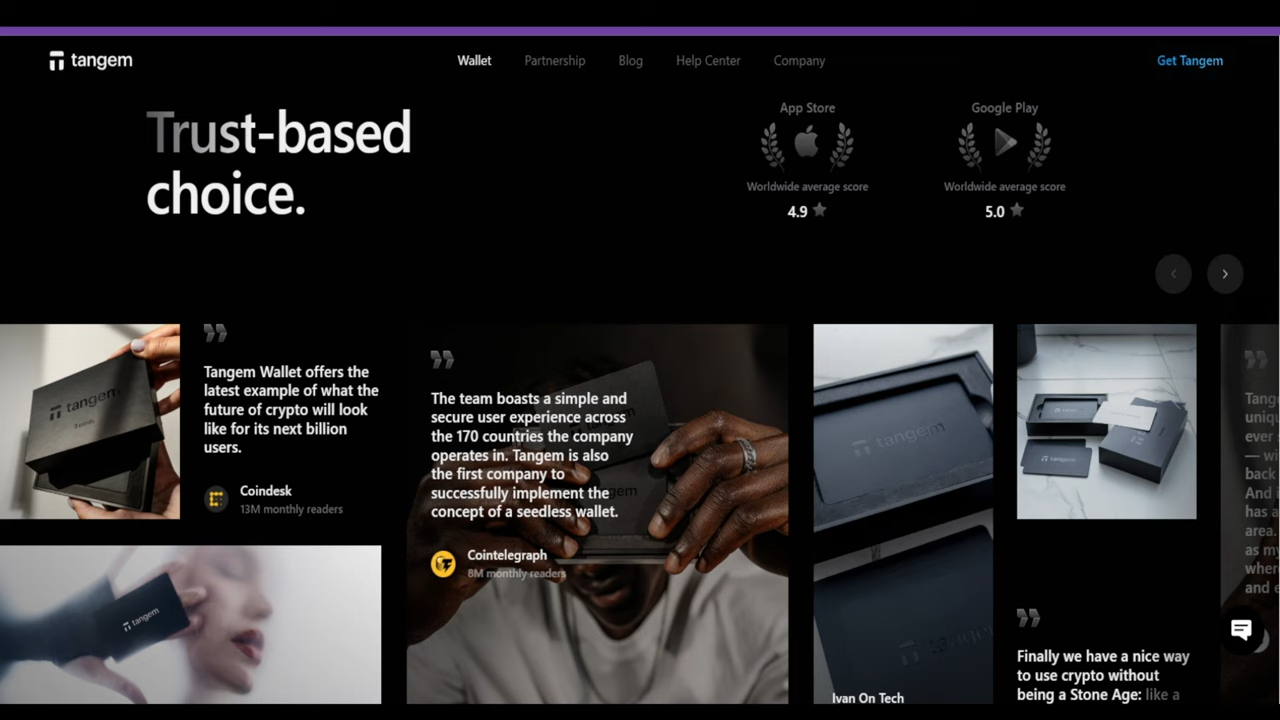 tangem
Wallet
Partnership
Blog
Help Center
Company
Get Tangem
Trust-based
choice.
App Store
Google Play
Worldwide average score
Worldwide average score
4.9
5.0
tangem
Tangem Wallet offers the
latest example of what the
future of crypto will look
like for its next billion
users.
Coindesk
13M monthly readers
tangem
The team boasts a simple and
secure user experience across
the 170 countries the company
operates in. Tangem is also
the first company to
successfully implement the
concept of a seedless wallet.
Cointelegraph
8M monthly readers
tangem
Ivan On Tech
Finally we have a nice way
to use crypto without
being a Stone Age: like a